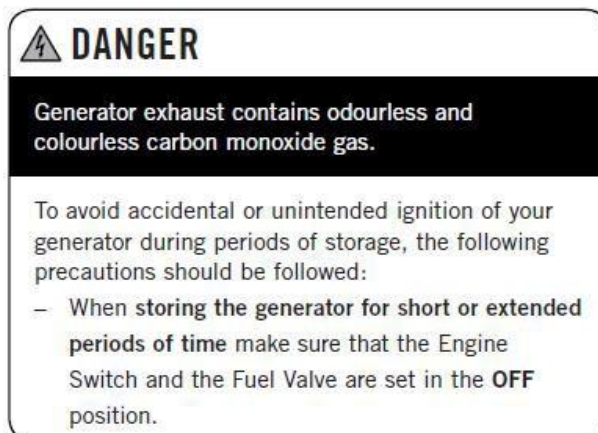 DANGER
Generator exhaust contains odourless and
colourless carbon monoxide gas.
To avoid accidental or unintended ignition of your
generator during periods of storage, the following
precautions should be followed:
– When storing the generator for short or extended
periods of time make sure that the Engine
Switch and the Fuel Valve are set in the OFF
position.